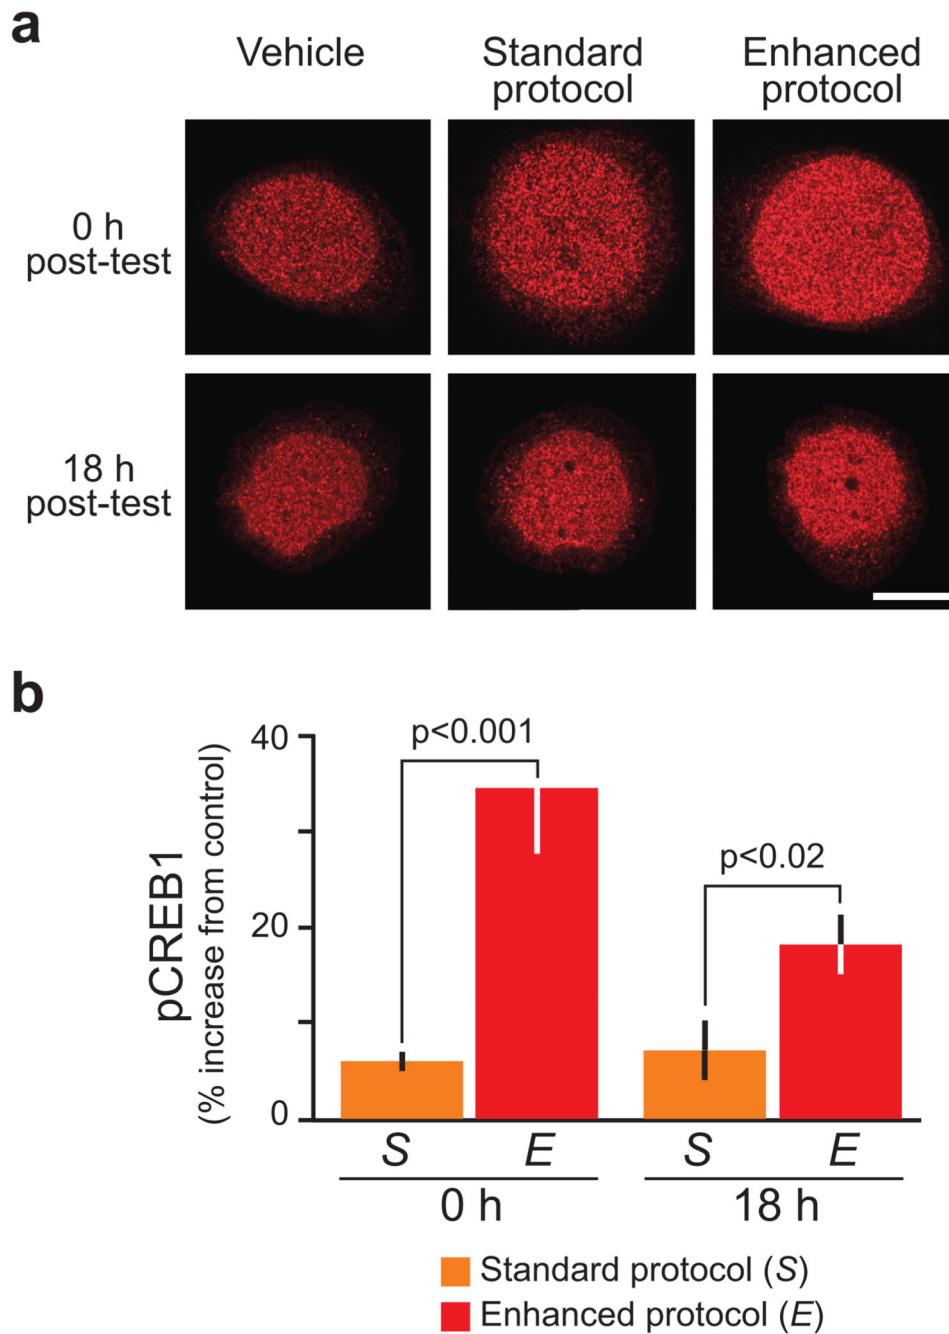 a
Vehicle
Standard
protocol
Enhanced
protocol
0 h
post-test
18 h
post-test
b
pCREB1
(% increase from control)
40
20
0
p<0.001
p<0.02
S
E
S
E
0 h
18 h
Standard protocol (S)
Enhanced protocol (E)